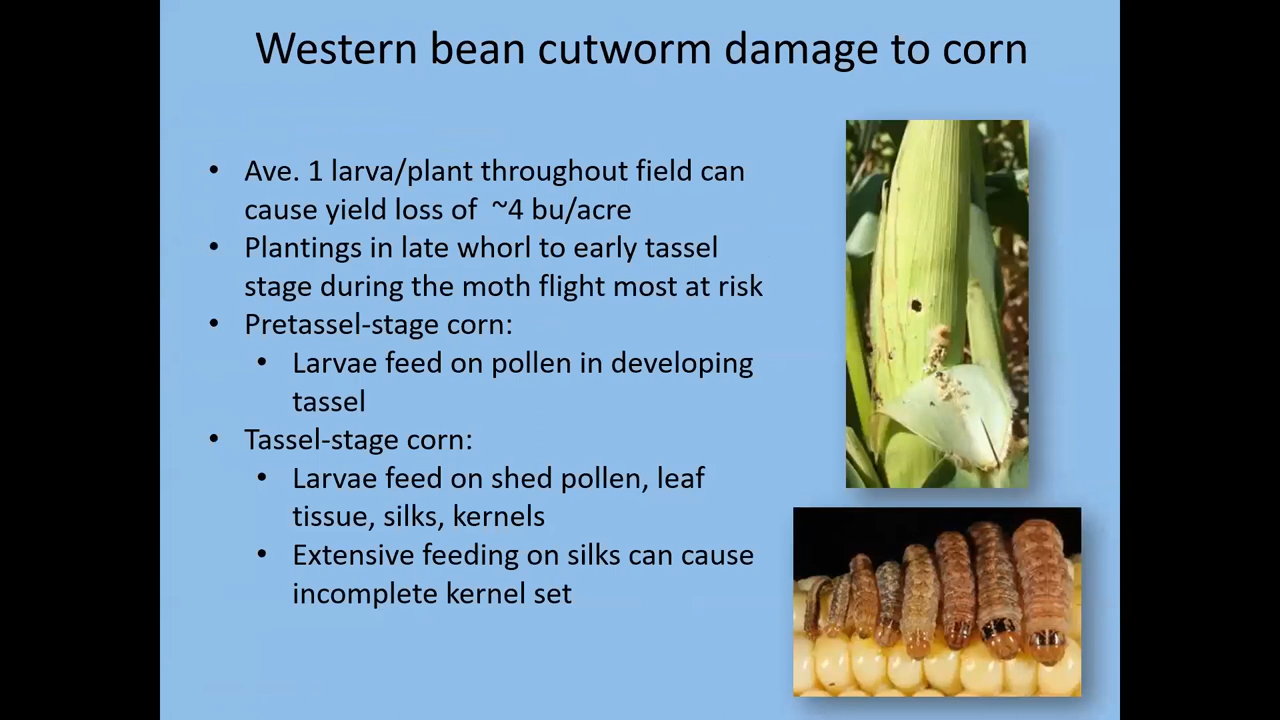 Western bean cutworm damage to corn
• Ave. 1 larva/plant throughout field can
cause yield loss of ~4 bu/acre
• Plantings in late whorl to early tassel
stage during the moth flight most at risk
• Pretassel-stage corn:
• Larvae feed on pollen in developing
tassel
• Tassel-stage corn:
• Larvae feed on shed pollen, leaf
tissue, silks, kernels
• Extensive feeding on silks can cause
incomplete kernel set